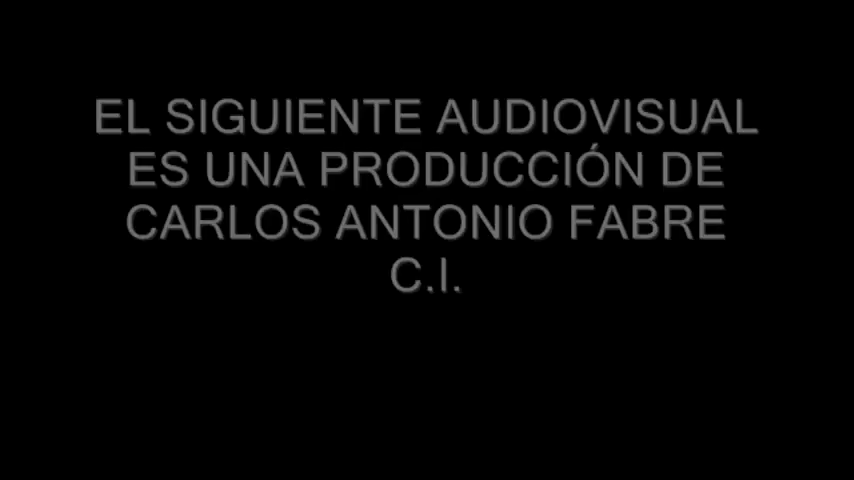 EL SIGUIENTE AUDIOVISUAL
ES UNA PRODUCCIÓN DE
CARLOS ANTONIO FABRE
C.I.